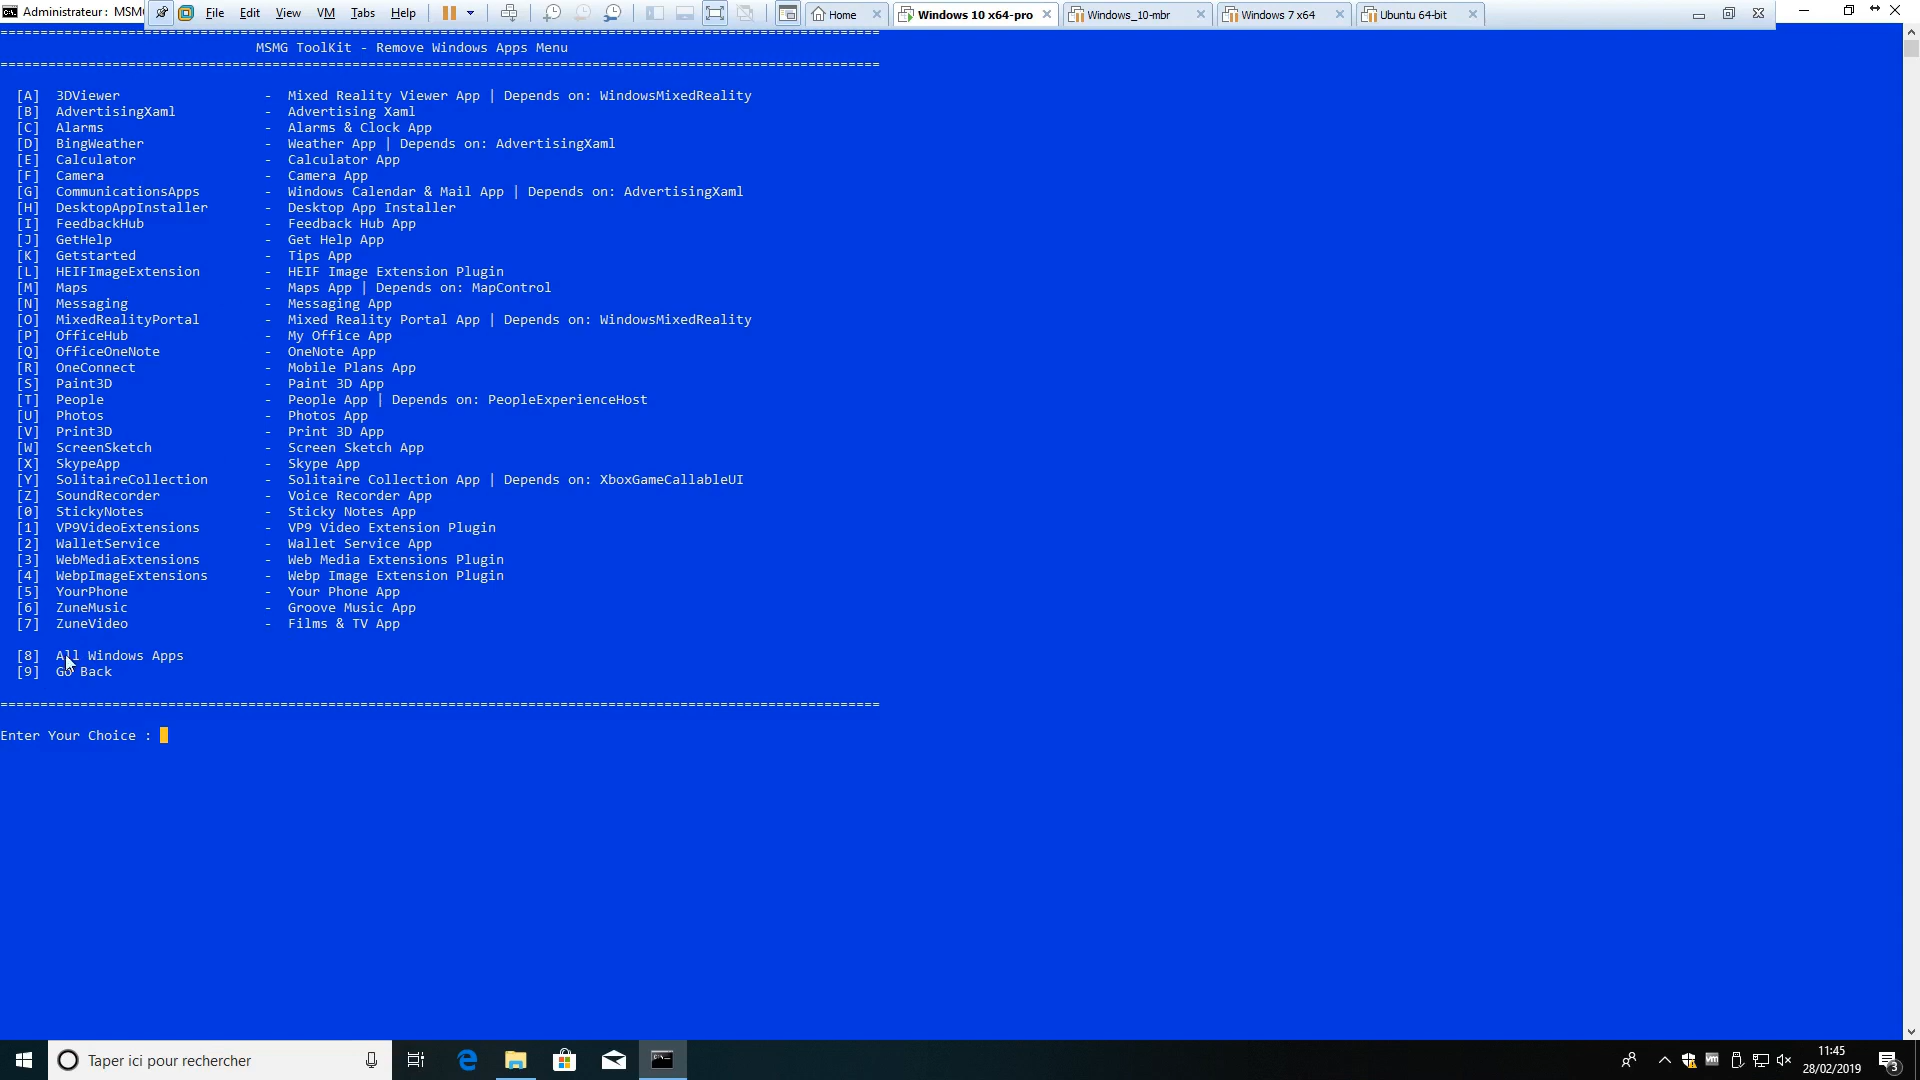 Administrateur: MSM
File Edit View VM Tabs Help
Home
Windows 10 x64-pro
Windows_10-mbr
Windows 7 x64
Ubuntu 64-bit
==============================================================================================================
MSMG ToolKit - Remove Windows Apps Menu
==============================================================================================================
[A] 3DViewer - Mixed Reality Viewer App | Depends on: WindowsMixedReality
[B] AdvertisingXaml - Advertising Xaml
[C] Alarms - Alarms & Clock App
[D] BingWeather - Weather App | Depends on: AdvertisingXaml
[E] Calculator - Calculator App
[F] Camera - Camera App
[G] CommunicationsApps - Windows Calendar & Mail App | Depends on: AdvertisingXaml
[H] DesktopAppInstaller - Desktop App Installer
[I] FeedbackHub - Feedback Hub App
[J] GetHelp - Get Help App
[K] Getstarted - Tips App
[L] HEIFImageExtension - HEIF Image Extension Plugin
[M] Maps - Maps App | Depends on: MapControl
[N] Messaging - Messaging App
[O] MixedRealityPortal - Mixed Reality Portal App | Depends on: WindowsMixedReality
[P] OfficeHub - My Office App
[Q] OfficeOneNote - OneNote App
[R] OneConnect - Mobile Plans App
[S] Paint3D - Paint 3D App
[T] People - People App | Depends on: PeopleExperienceHost
[U] Photos - Photos App
[V] Print3D - Print 3D App
[W] ScreenSketch - Screen Sketch App
[X] SkypeApp - Skype App
[Y] SolitaireCollection - Solitaire Collection App | Depends on: XboxGameCallableUI
[Z] SoundRecorder - Voice Recorder App
[0] StickyNotes - Sticky Notes App
[1] VP9VideoExtensions - VP9 Video Extension Plugin
[2] WalletService - Wallet Service App
[3] WebMediaExtensions - Web Media Extensions Plugin
[4] WebpImageExtensions - Webp Image Extension Plugin
[5] YourPhone - Your Phone App
[6] ZuneMusic - Groove Music App
[7] ZuneVideo - Films & TV App
[8] All Windows Apps
[9] Go Back
==============================================================================================================
Enter Your Choice :
Taper ici pour rechercher
11:45
28/02/2019
3